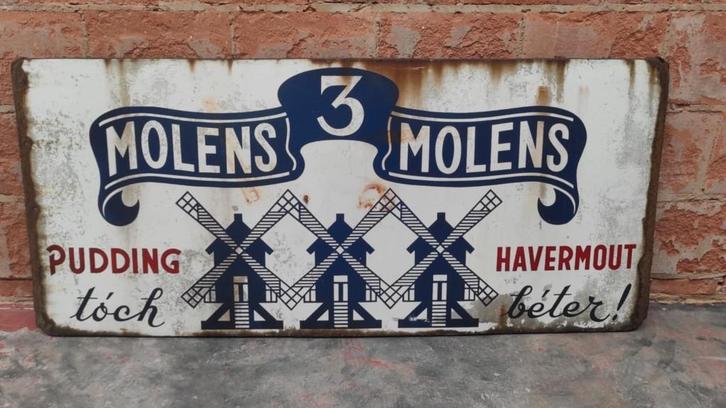 MOLENS 3 MOLENS
PUDDING HAVERMOUT
tóch béter!